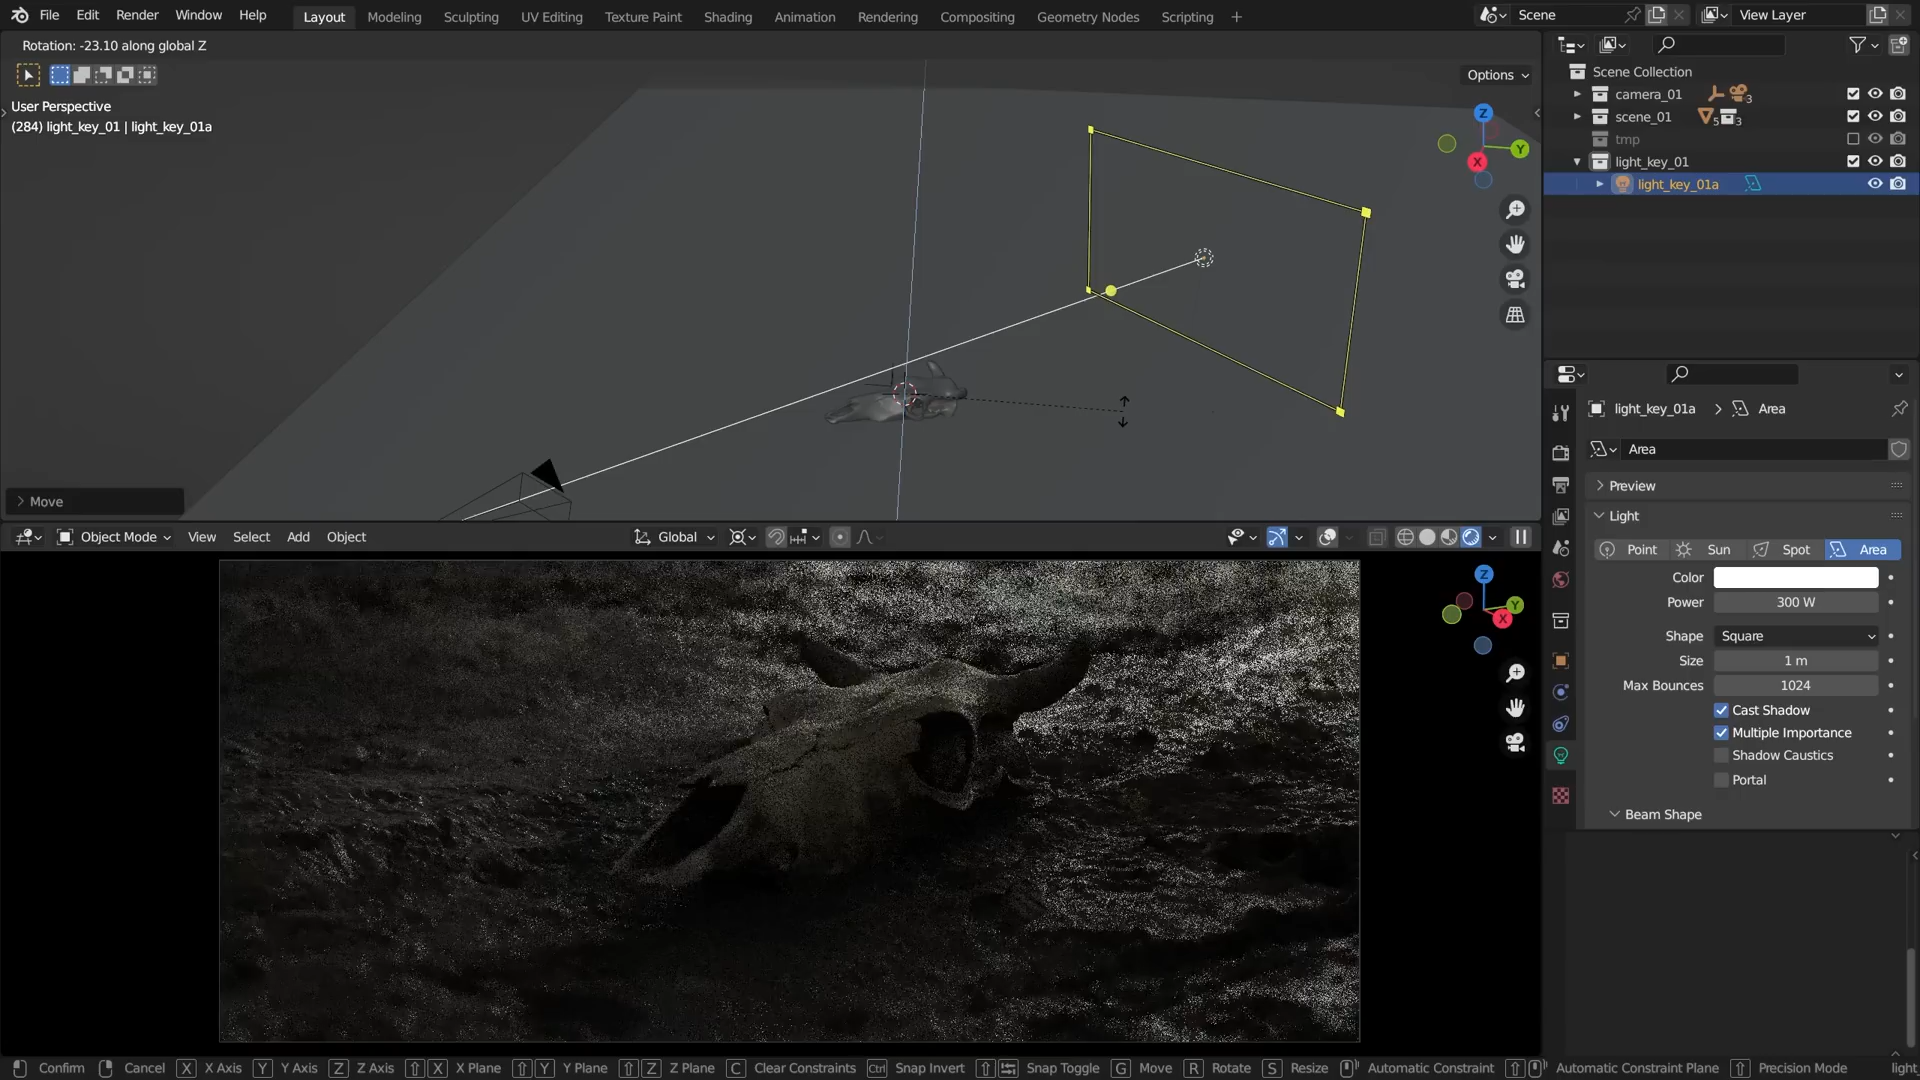 File Edit Render Window Help Layout Modeling Sculpting UV Editing Texture Paint Shading Animation Rendering Compositing Geometry Nodes Scripting + Scene View Layer
Rotation: -23.10 along global Z
Options
User Perspective
(284) light_key_01 | light_key_01a
Z
Y
X
Move
Object Mode View Select Add Object Global
Z
Y
X
Scene Collection
camera_01 3
scene_01 5 3
tmp
light_key_01
light_key_01a
light_key_01a > Area
Area
Preview
Light
Point Sun Spot Area
Color
Power 300 W
Shape Square
Size 1 m
Max Bounces 1024
Cast Shadow
Multiple Importance
Shadow Caustics
Portal
Beam Shape
Confirm Cancel X X Axis Y Y Axis Z Z Axis X X Plane Y Y Plane Z Z Plane C Clear Constraints Ctrl Snap Invert Snap Toggle G Move R Rotate S Resize Automatic Constraint Automatic Constraint Plane Precision Mode light